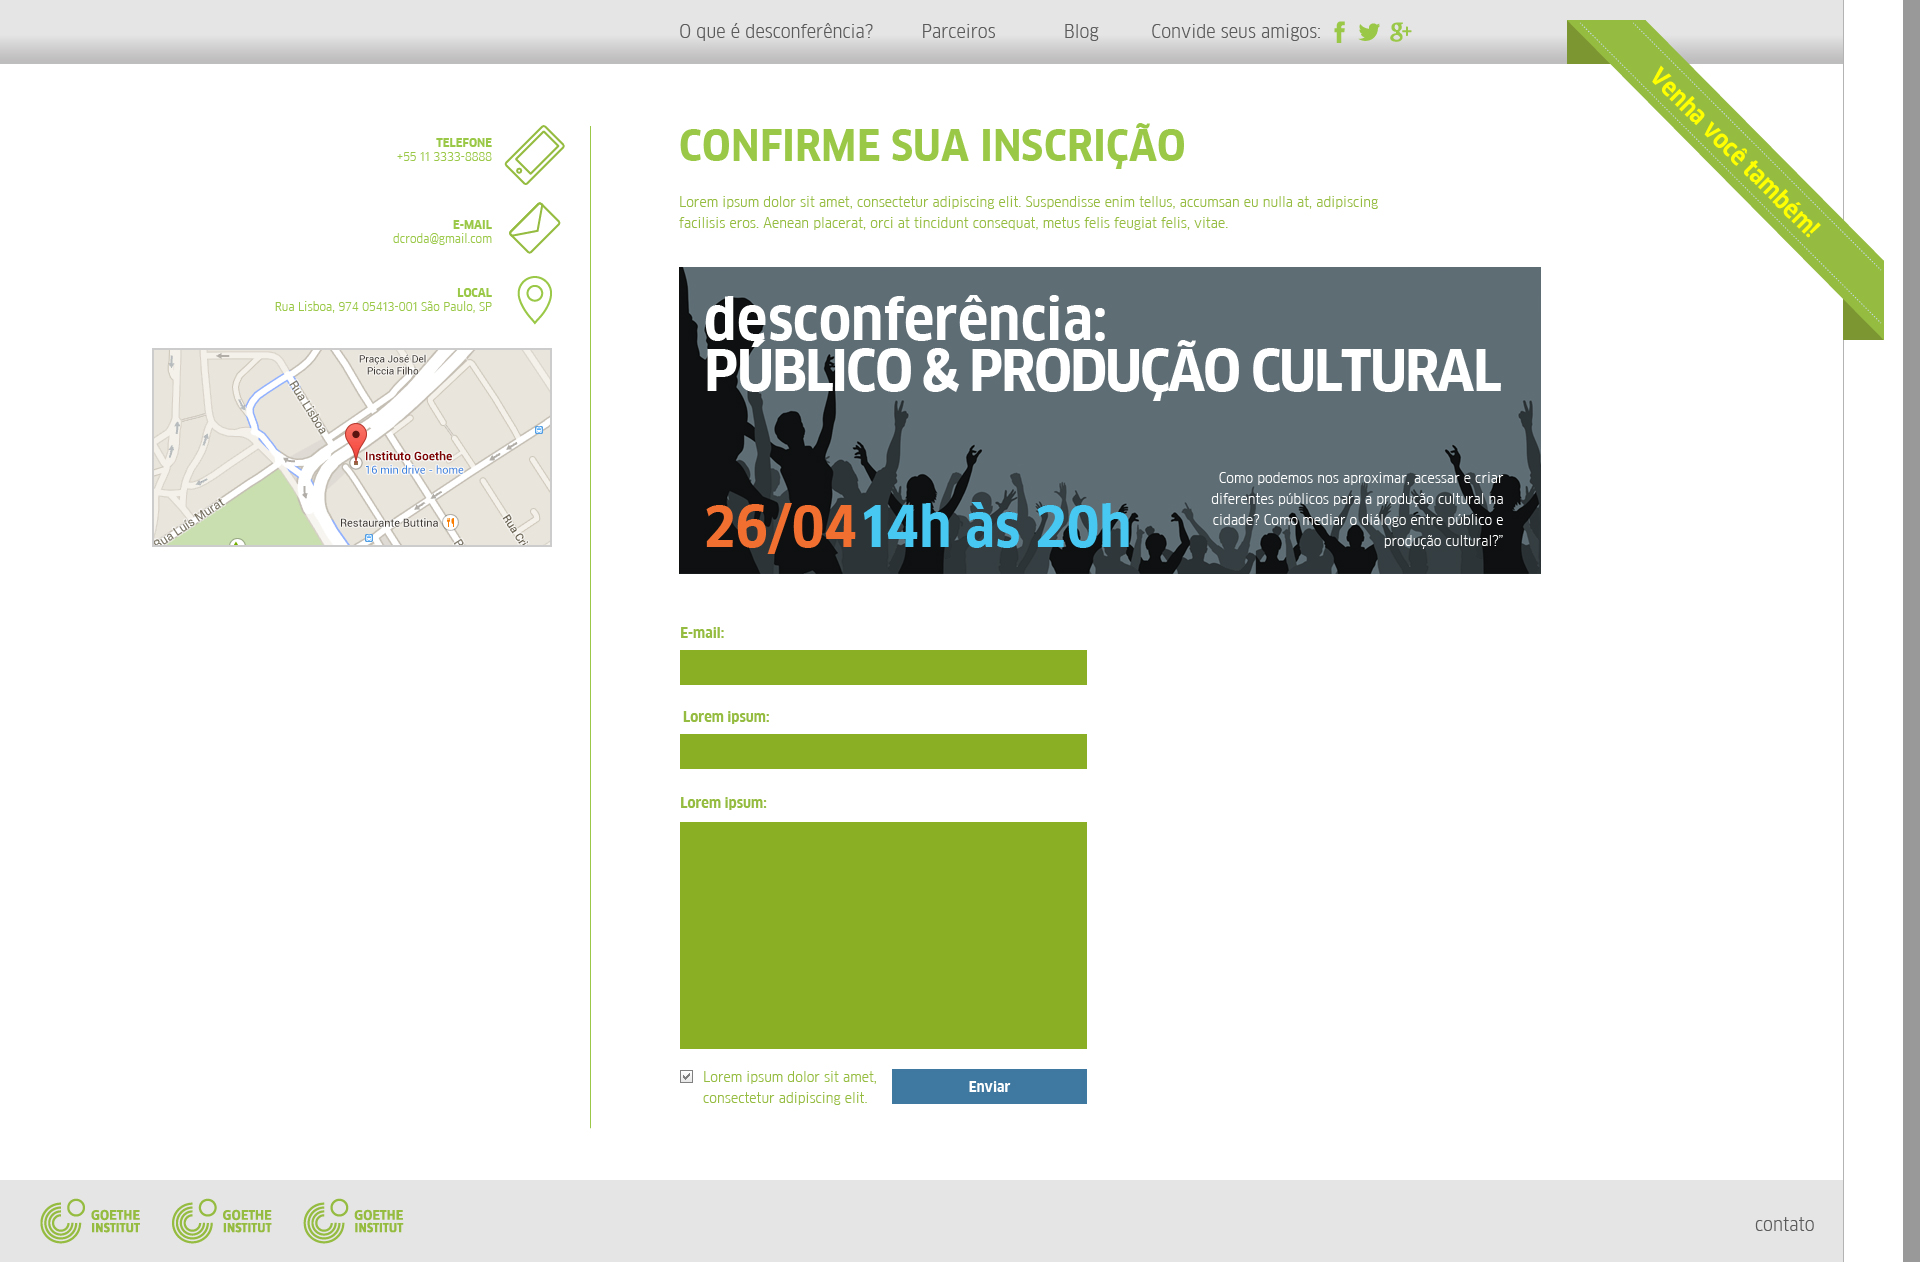 O que é desconferência?
Parceiros
Blog
Convide seus amigos:
Venha você também!
TELEFONE
+55 11 3333-8888
E-MAIL
dcroda@gmail.com
LOCAL
Rua Lisboa, 974 05413-001 São Paulo, SP
Praça José Del
Piccia Filho
Rua Lisboa
Instituto Goethe
16 min drive - home
Rua Luís Murat
Restaurante Buttina
Rua Cri
CONFIRME SUA INSCRIÇÃO
Lorem ipsum dolor sit amet, consectetur adipiscing elit. Suspendisse enim tellus, accumsan eu nulla at, adipiscing
facilisis eros. Aenean placerat, orci at tincidunt consequat, metus felis feugiat felis, vitae.
desconferência:
PÚBLICO & PRODUÇÃO CULTURAL
26/04 14h às 20h
Como podemos nos aproximar, acessar e criar
diferentes públicos para a produção cultural na
cidade? Como mediar o diálogo entre público e
produção cultural?”
E-mail:
Lorem ipsum:
Lorem ipsum:
Lorem ipsum dolor sit amet,
consectetur adipiscing elit.
Enviar
GOETHE
INSTITUT
GOETHE
INSTITUT
GOETHE
INSTITUT
contato